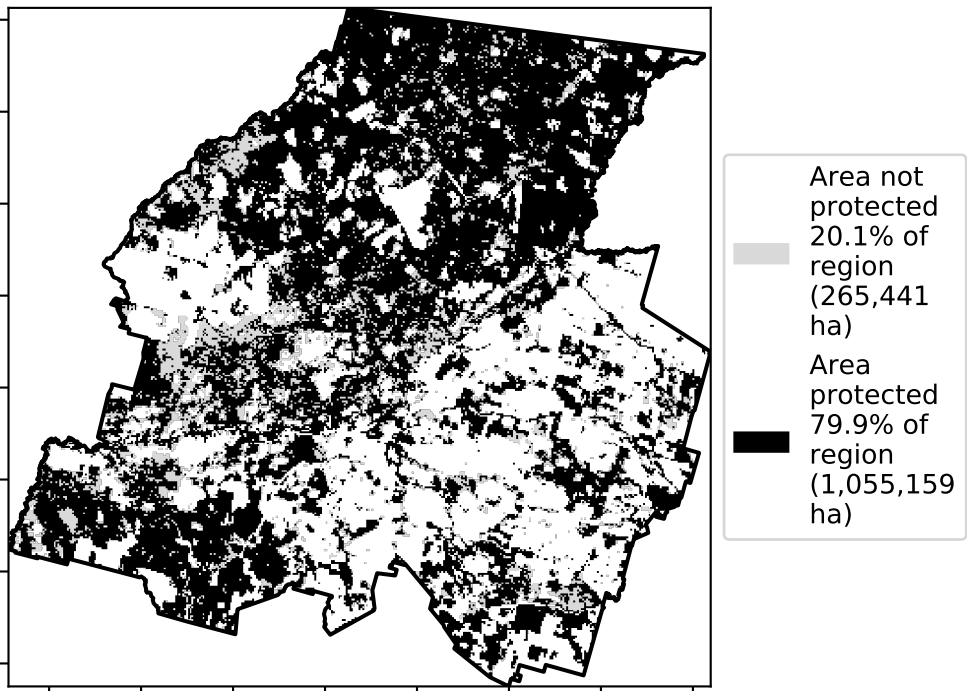 Area not
protected
20.1% of
region
(265,441
ha)
Area
protected
79.9% of
region
(1,055,159
ha)